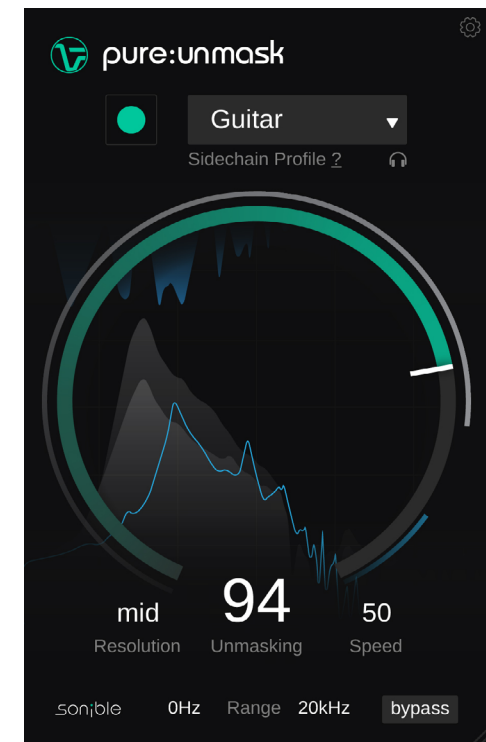 pure:unmask
Guitar
Sidechain Profile ?
mid 94 50
Resolution Unmasking Speed
sonible 0Hz Range 20kHz bypass